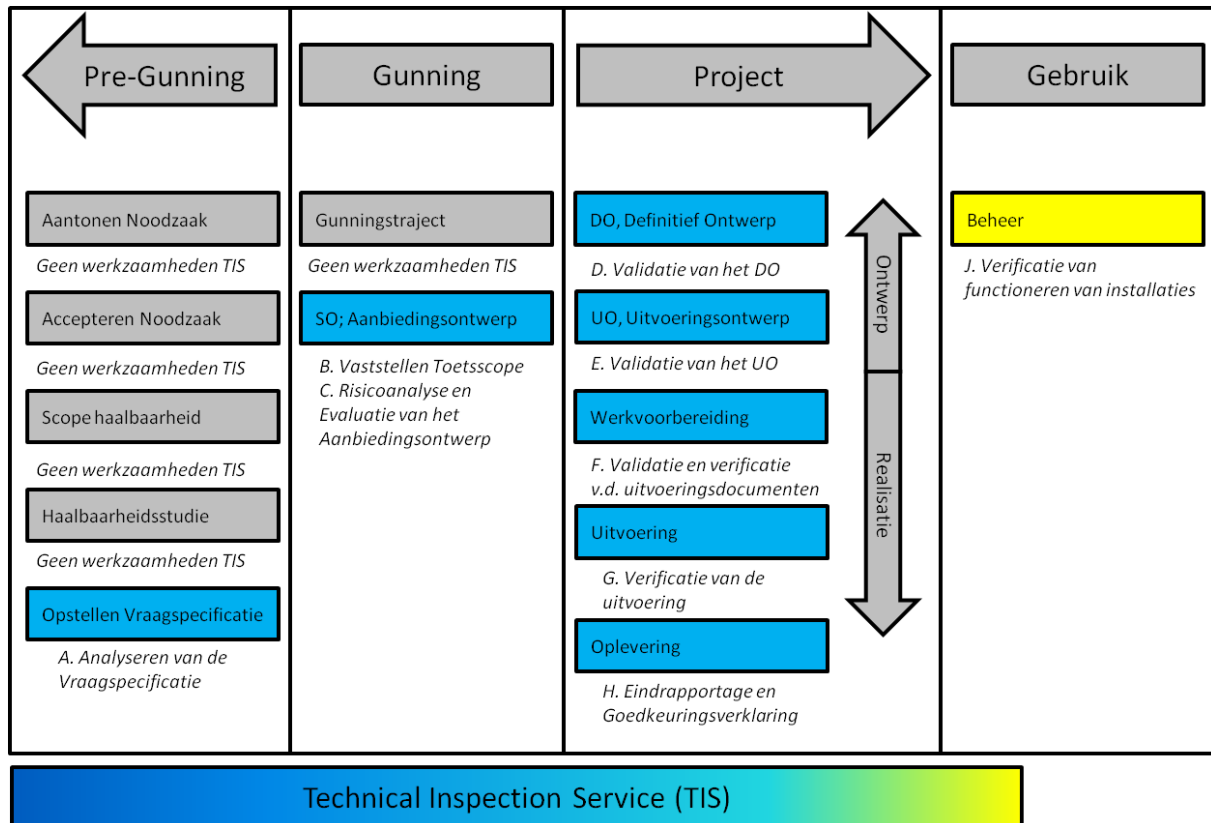 Pre-Gunning
Gunning
Project
Gebruik
Aantonen Noodzaak
Geen werkzaamheden TIS
Accepteren Noodzaak
Geen werkzaamheden TIS
Scope haalbaarheid
Geen werkzaamheden TIS
Haalbaarheidsstudie
Geen werkzaamheden TIS
Opstellen Vraagspecificatie
A. Analyseren van de
Vraagspecificatie
Gunningstraject
Geen werkzaamheden TIS
SO; Aanbiedingsontwerp
B. Vaststellen Toetsscope
C. Risicoanalyse en
Evaluatie van het
Aanbiedingsontwerp
DO, Definitief Ontwerp
D. Validatie van het DO
UO, Uitvoeringsontwerp
E. Validatie van het UO
Werkvoorbereiding
F. Validatie en verificatie
v.d. uitvoeringsdocumenten
Uitvoering
G. Verificatie van de
uitvoering
Oplevering
H. Eindrapportage en
Goedkeuringsverklaring
Ontwerp
Realisatie
Beheer
J. Verificatie van
functioneren van installaties
Technical Inspection Service (TIS)